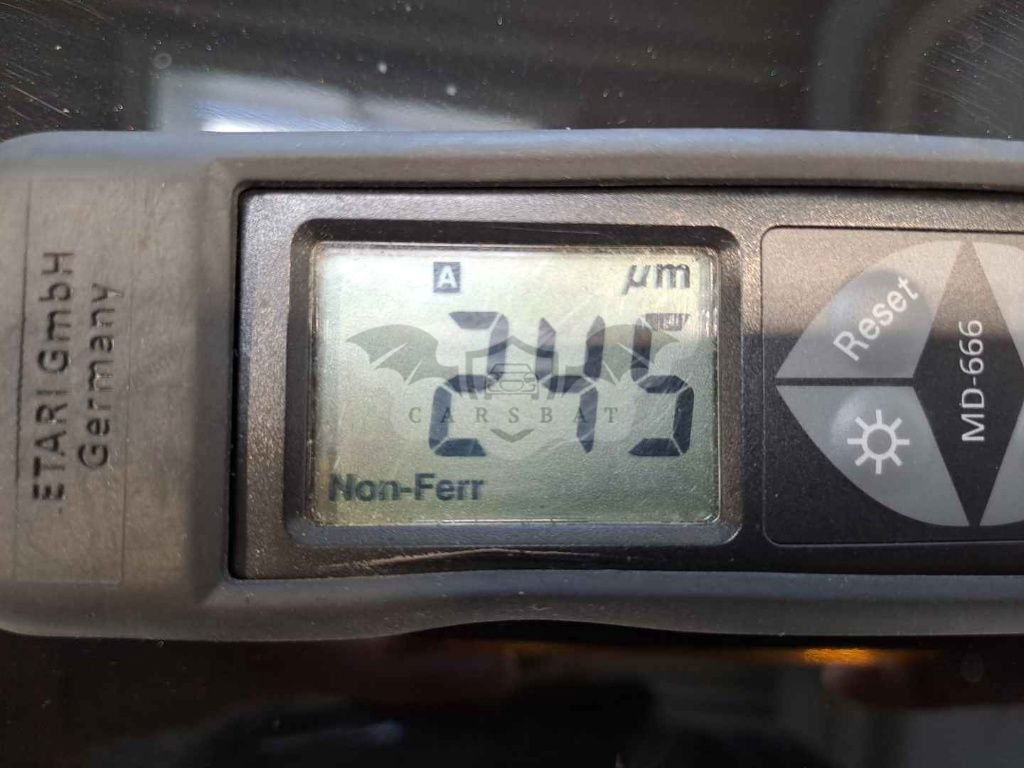 ETARI GmbH
Germany
A
µm
245
Non-Ferr
CARSBAT
Reset
MD-666